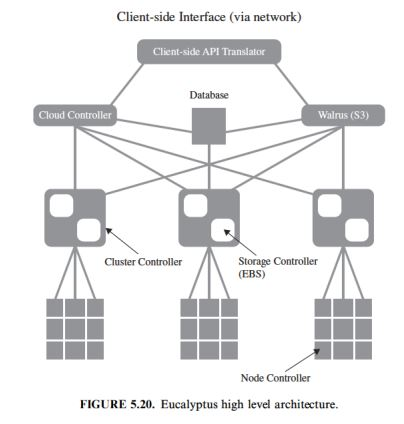 Client-side Interface (via network)
Client-side API Translator
Database
Cloud Controller
Walrus (S3)
Cluster Controller
Storage Controller
(EBS)
Node Controller
FIGURE 5.20. Eucalyptus high level architecture.